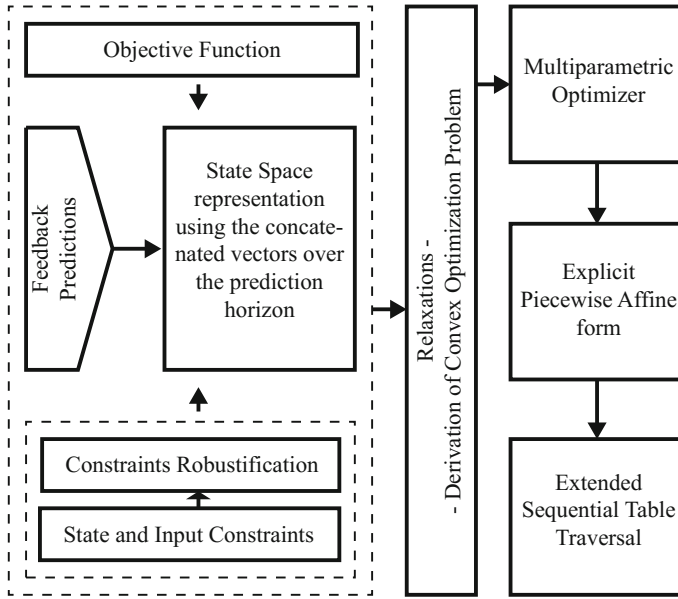 Objective Function
Feedback
Predictions
State Space
representation
using the concate-
nated vectors over
the prediction
horizon
Constraints Robustification
State and Input Constraints
Relaxations -
- Derivation of Convex Optimization Problem
Multiparametric
Optimizer
Explicit
Piecewise Affine
form
Extended
Sequential Table
Traversal